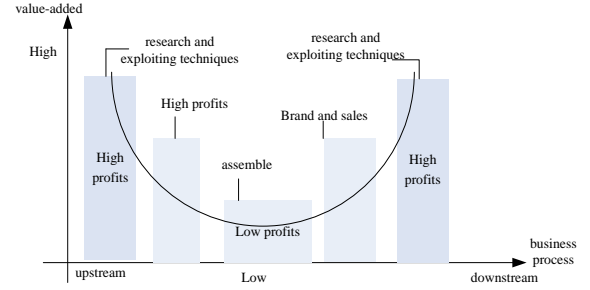 value-added
High
research and
exploiting techniques
research and
exploiting techniques
High profits
Brand and sales
assemble
High
profits
High
profits
Low profits
business
process
upstream
Low
downstream